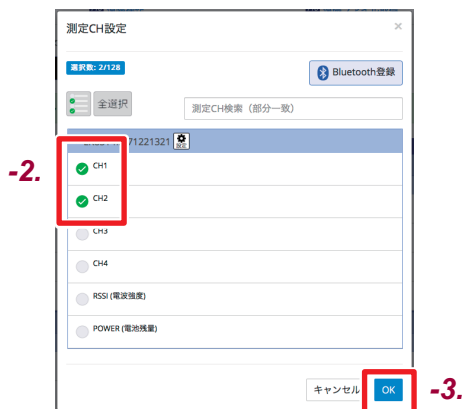 測定CH設定
×
選択数: 2/128
Bluetooth登録
全選択
測定CH検索（部分一致）
71221321 設定
-2.
CH1
CH2
CH3
CH4
RSSI (電波強度)
POWER (電池残量)
キャンセル
OK
-3.